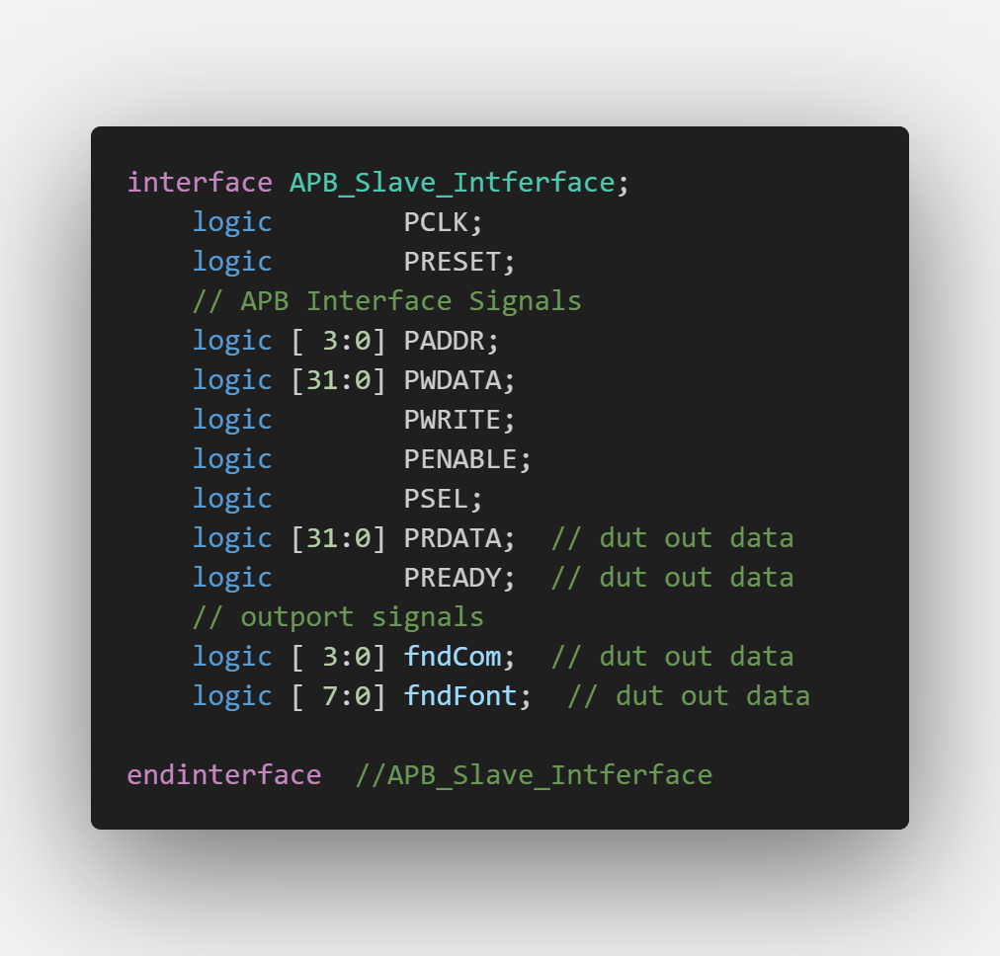 interface APB_Slave_Intferface;
    logic        PCLK;
    logic        PRESET;
    // APB Interface Signals
    logic [ 3:0] PADDR;
    logic [31:0] PWDATA;
    logic        PWRITE;
    logic        PENABLE;
    logic        PSEL;
    logic [31:0] PRDATA;  // dut out data
    logic        PREADY;  // dut out data
    // outport signals
    logic [ 3:0] fndCom;  // dut out data
    logic [ 7:0] fndFont;  // dut out data

endinterface  //APB_Slave_Intferface